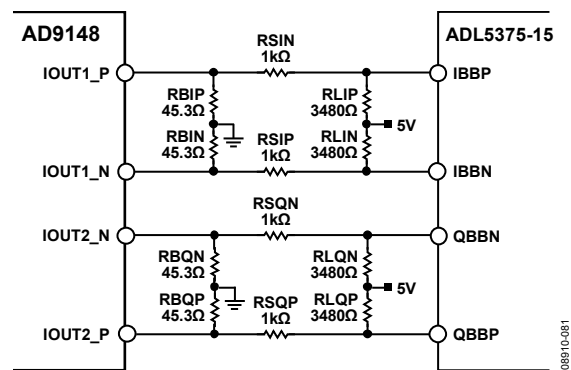 AD9148
ADL5375-15
RSIN
1kΩ
IOUT1_P
IBBP
RBIP
45.3Ω
RLIP
3480Ω
5V
RBIN
45.3Ω
RSIP
1kΩ
RLIN
3480Ω
IOUT1_N
IBBN
RSQN
1kΩ
IOUT2_N
QBBN
RBQN
45.3Ω
RLQN
3480Ω
5V
RBQP
45.3Ω
RSQP
1kΩ
RLQP
3480Ω
IOUT2_P
QBBP
08910-081